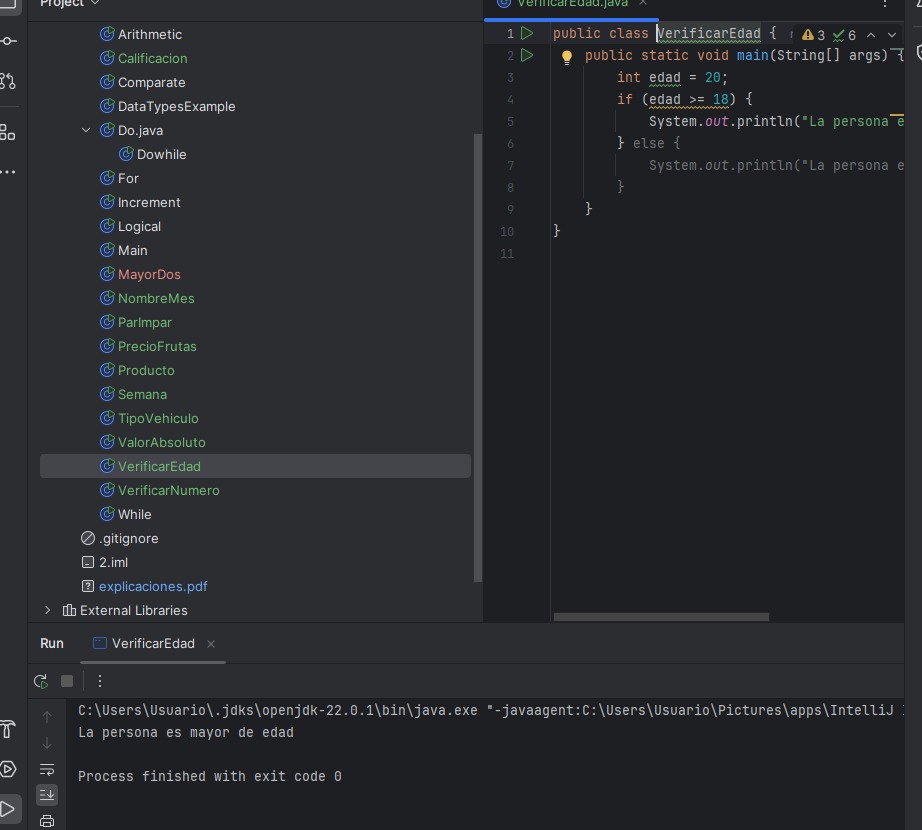 Project
Arithmetic
Calificacion
Comparate
DataTypesExample
Do.java
Dowhile
For
Increment
Logical
Main
MayorDos
NombreMes
ParImpar
PrecioFrutas
Producto
Semana
TipoVehiculo
ValorAbsoluto
VerificarEdad
VerificarNumero
While
.gitignore
2.iml
explicaciones.pdf
External Libraries
VerificarEdad.java
1 public class VerificarEdad {
3 6
2 public static void main(String[] args) {
3 int edad = 20;
4 if (edad >= 18) {
5 System.out.println("La persona e
6 } else {
7 System.out.println("La persona e
8 }
9 }
10 }
11
Run VerificarEdad
C:\Users\Usuario\.jdks\openjdk-22.0.1\bin\java.exe "-javaagent:C:\Users\Usuario\Pictures\apps\IntelliJ
La persona es mayor de edad
Process finished with exit code 0